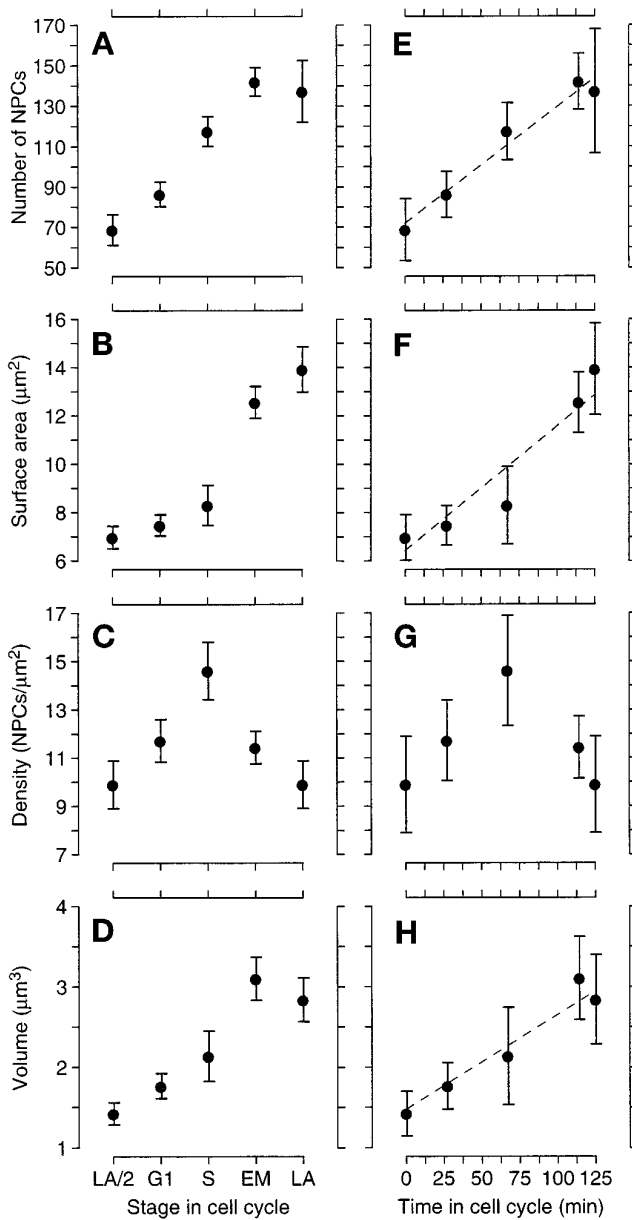 A
E
Number of NPCs
170
150
130
110
90
70
50
B
F
Surface area (μm²)
16
14
12
10
8
6
C
G
Density (NPCs/μm²)
17
15
13
11
9
7
D
H
Volume (μm³)
4
3
2
1
LA/2 G1 S EM LA
0 25 50 75 100 125
Stage in cell cycle
Time in cell cycle (min)